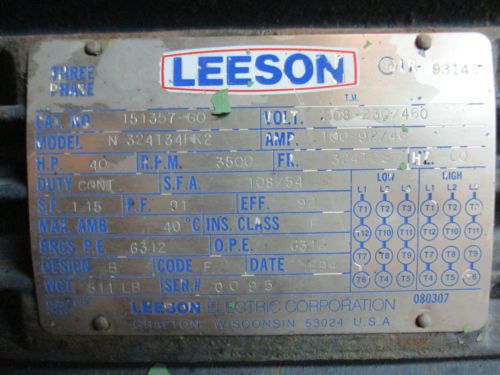 THREE PHASE
LEESON
T.M.
CAT. NO. 151357-60 VOLT. 208-230/460
MODEL AMP. 100-92/46
H.P. 40 R.P.M. 3500 FR. HZ. 60
DUTY CONT. S.F.A. 108/54 LOW HIGH
S.F. 1.15 P.F. 91 EFF. L1 L2 L3 L1 L2 L3
MAX. AMB. 40°C INS. CLASS F
T1 T2 T3 T1 T2 T3
BRGS P.E. 6312 O.P.E. 6312
T12 T10 T11 T12 T10 T11
DESIGN B CODE F DATE
T7 T8 T9 T7 T8 T9
WGT. 511 LB SER.# 0095
T6 T4 T5 T4 T5 T6
LEESON ELECTRIC CORPORATION 080307
GRAFTON, WISCONSIN 53024 U.S.A.